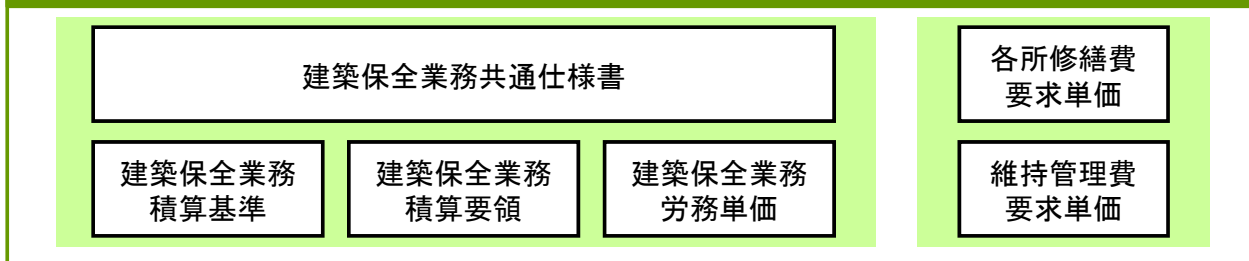 建築保全業務共通仕様書
建築保全業務
積算基準
建築保全業務
積算要領
建築保全業務
労務単価
各所修繕費
要求単価
維持管理費
要求単価